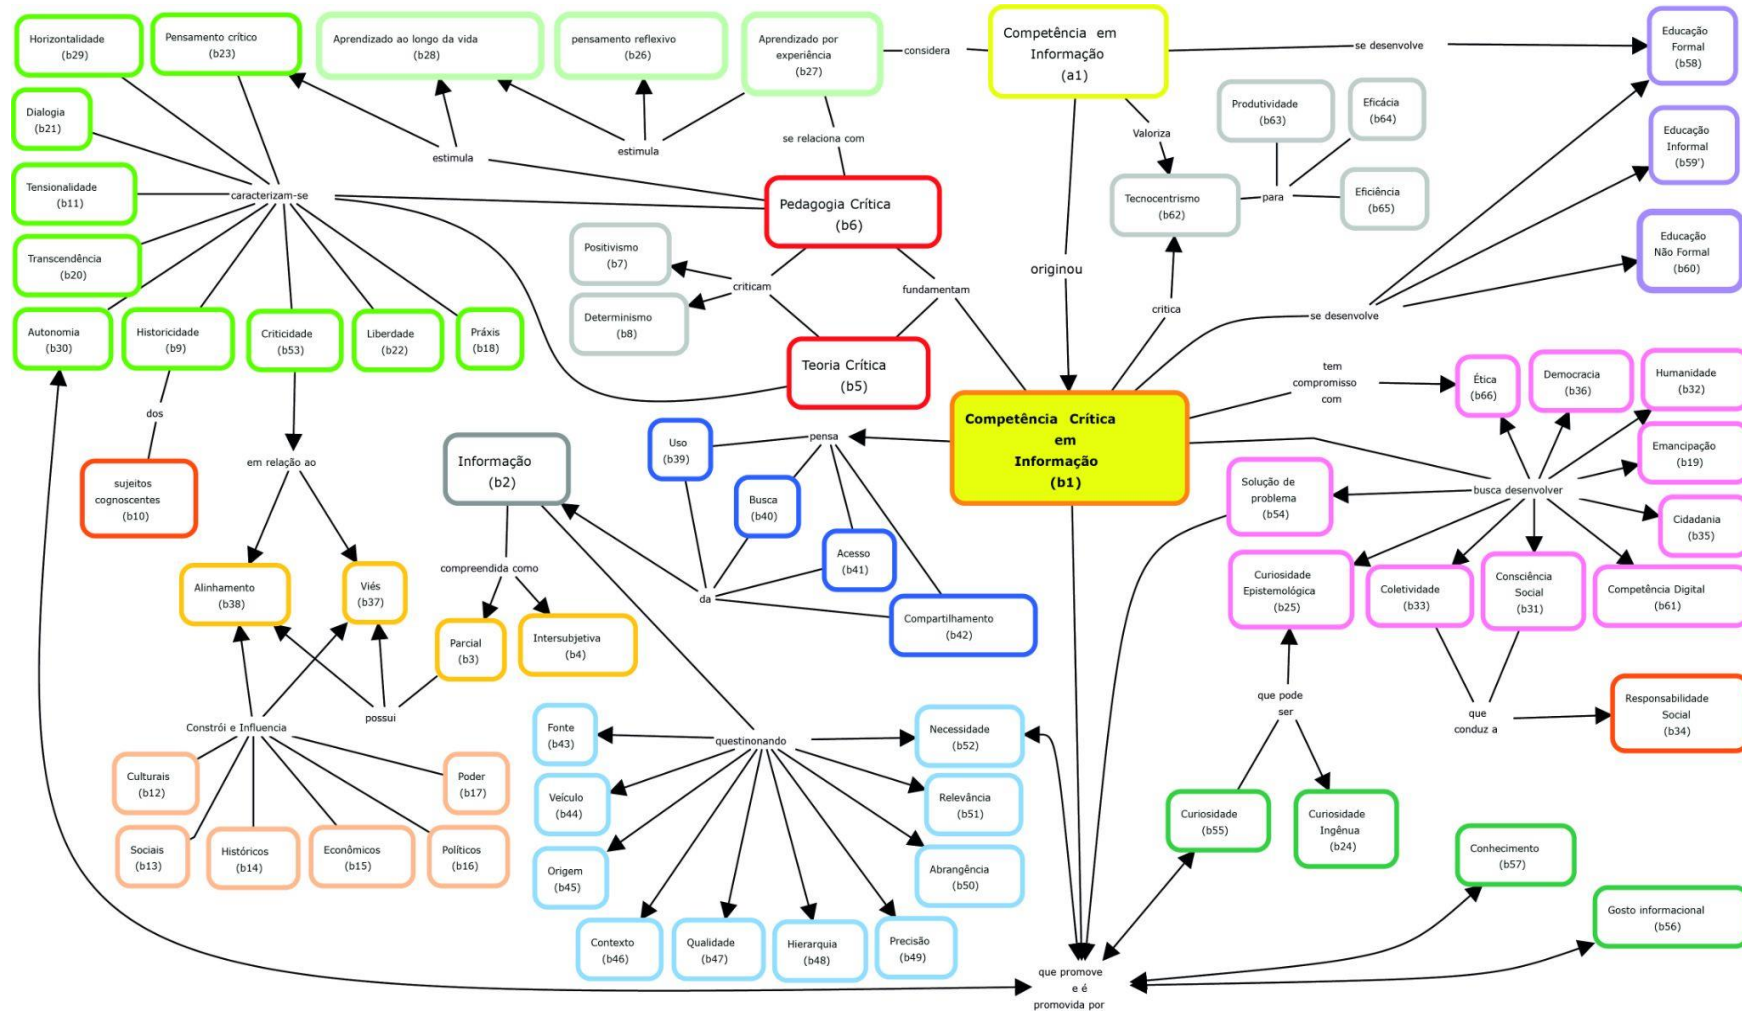 Horizontalidade
(b29)
Pensamento crítico
(b23)
Aprendizado ao longo da vida
(b28)
pensamento reflexivo
(b26)
Aprendizado por
experiência
(b27)
considera
Competência em
Informação
(a1)
se desenvolve
Educação
Formal
(b58)
Dialogia
(b21)
estimula
estimula
se relaciona com
Valoriza
Produtividade
(b63)
Eficácia
(b64)
Educação
Informal
(b59')
Tensionalidade
(b11)
caracterizam-se
Pedagogia Crítica
(b6)
Tecnocentrismo
(b62)
para
Eficiência
(b65)
Transcendência
(b20)
Positivismo
(b7)
criticam
fundamentam
originou
critica
se desenvolve
Educação
Não Formal
(b60)
Autonomia
(b30)
Historicidade
(b9)
Criticidade
(b53)
Liberdade
(b22)
Práxis
(b18)
Determinismo
(b8)
Teoria Crítica
(b5)
tem
compromisso
com
Ética
(b66)
Democracia
(b36)
Humanidade
(b32)
dos
em relação ao
Informação
(b2)
Uso
(b39)
pensa
Competência Crítica
em
Informação
(b1)
Emancipação
(b19)
sujeitos
cognoscentes
(b10)
Busca
(b40)
Solução de
problema
(b54)
busca desenvolver
Cidadania
(b35)
Acesso
(b41)
compreendida como
da
Compartilhamento
(b42)
Alinhamento
(b38)
Viés
(b37)
Parcial
(b3)
Intersubjetiva
(b4)
Curiosidade
Epistemológica
(b25)
Coletividade
(b33)
Consciência
Social
(b31)
Competência Digital
(b61)
possui
Constrói e Influencia
que pode
ser
que
conduz a
Responsabilidade
Social
(b34)
Fonte
(b43)
questinonando
Necessidade
(b52)
Culturais
(b12)
Poder
(b17)
Veículo
(b44)
Relevância
(b51)
Curiosidade
(b55)
Curiosidade
Ingênua
(b24)
Sociais
(b13)
Históricos
(b14)
Econômicos
(b15)
Políticos
(b16)
Origem
(b45)
Abrangência
(b50)
Conhecimento
(b57)
Contexto
(b46)
Qualidade
(b47)
Hierarquia
(b48)
Precisão
(b49)
Gosto informacional
(b56)
que promove
e é
promovida por